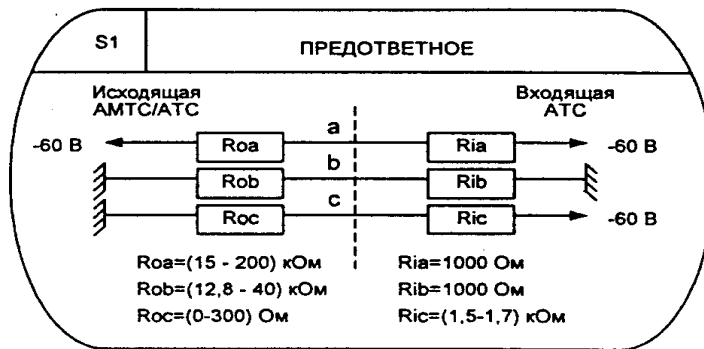 S1 ПРЕДОТВЕТНОЕ
Исходящая
АМТС/АТС
Входящая
АТС
-60 В Roa a Ria -60 В
Rob b Rib
Roc c Ric -60 В
Roa=(15 - 200) кОм Ria=1000 Ом
Rob=(12,8 - 40) кОм Rib=1000 Ом
Roc=(0-300) Ом Ric=(1,5-1,7) кОм